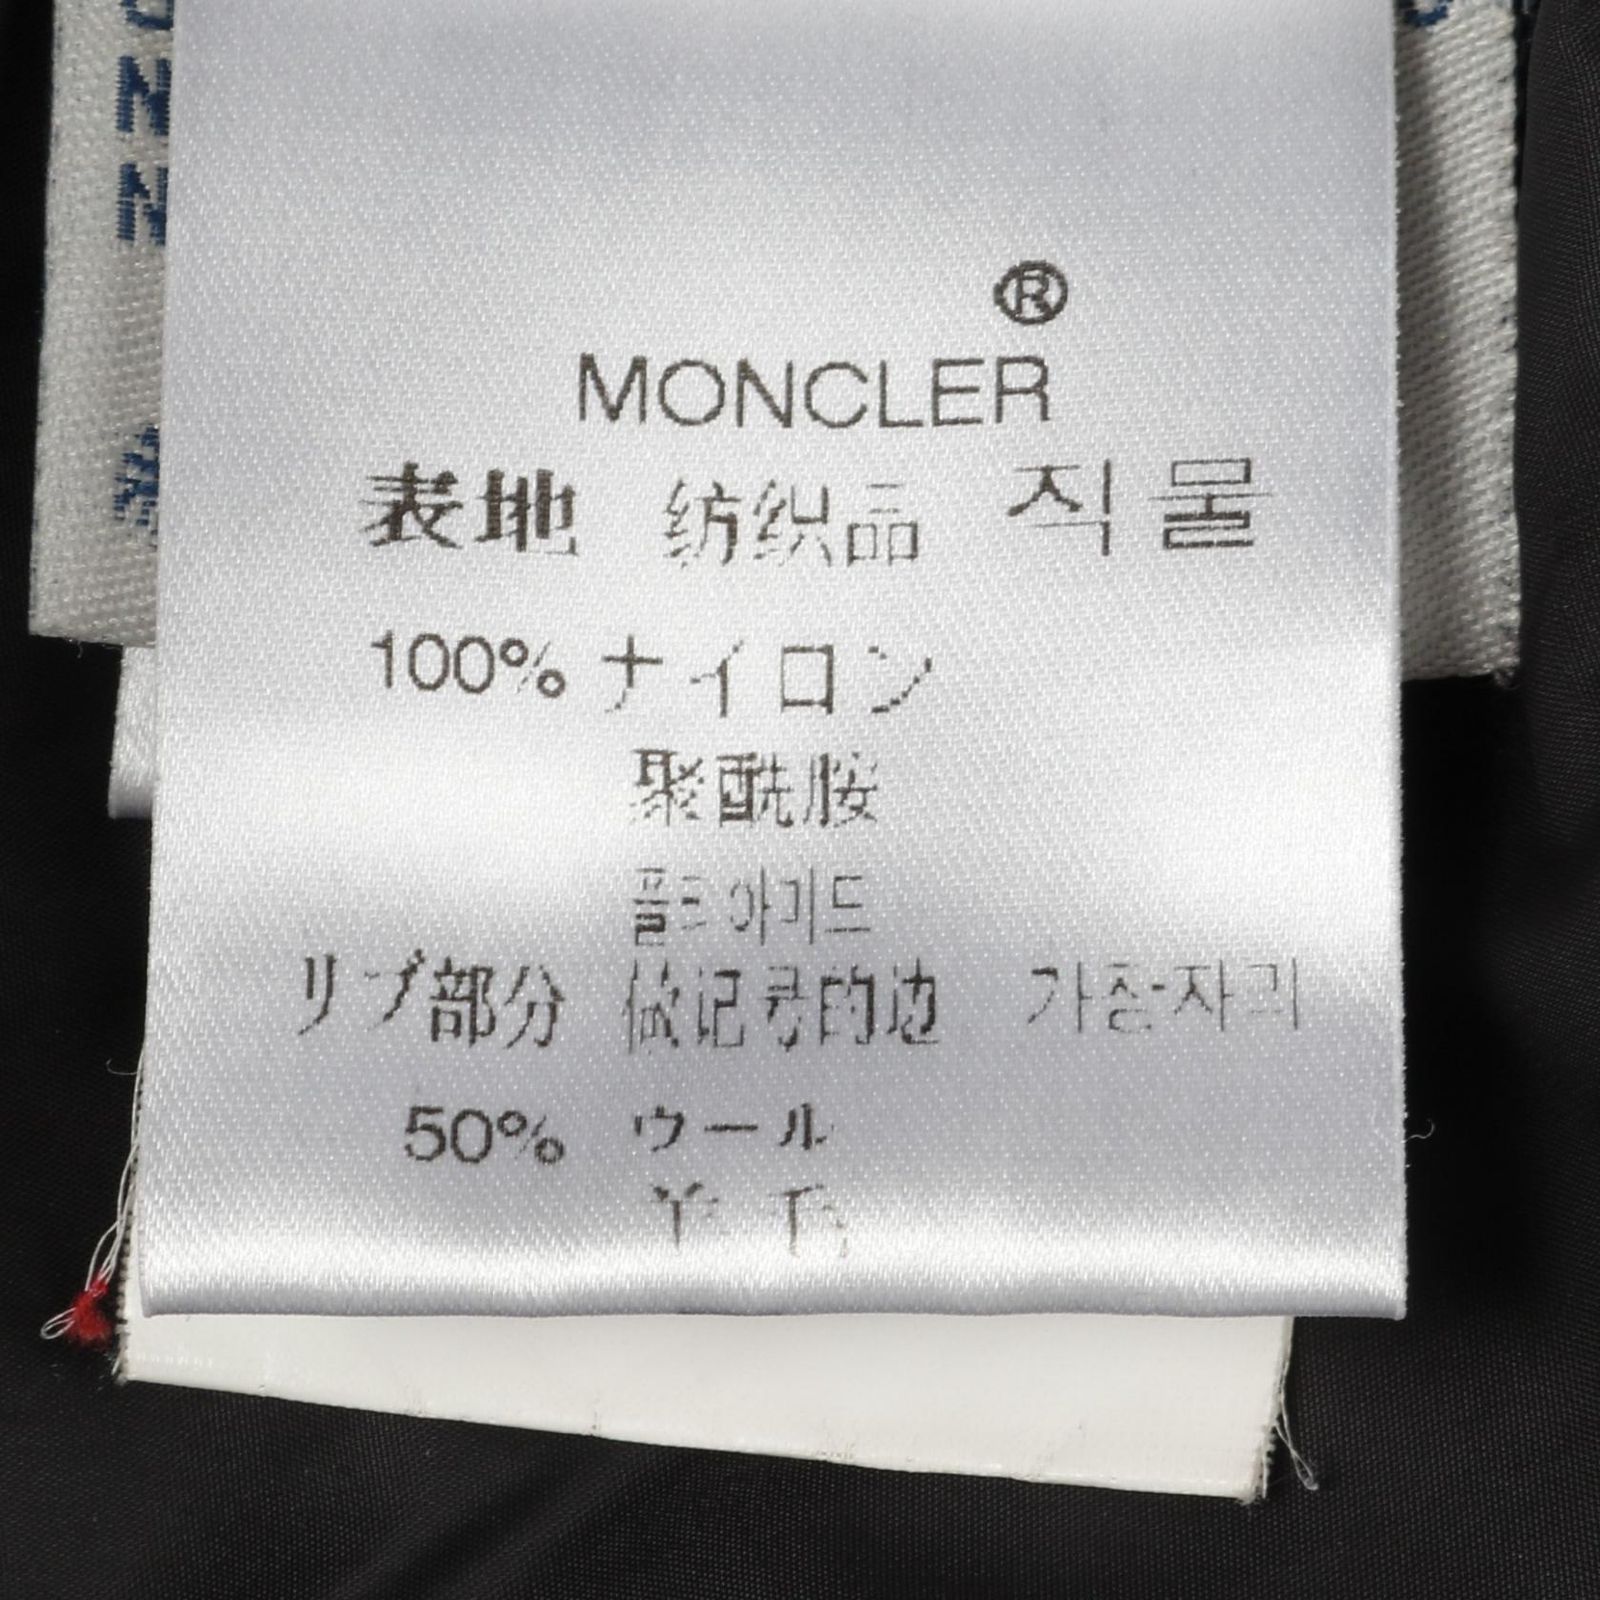 ®
MONCLER
表地 纺织品 직물
100% ナイロン
聚酰胺
폴리아미드
リブ部分 做记号的边 가장자리
50% ウール
羊毛
N
N